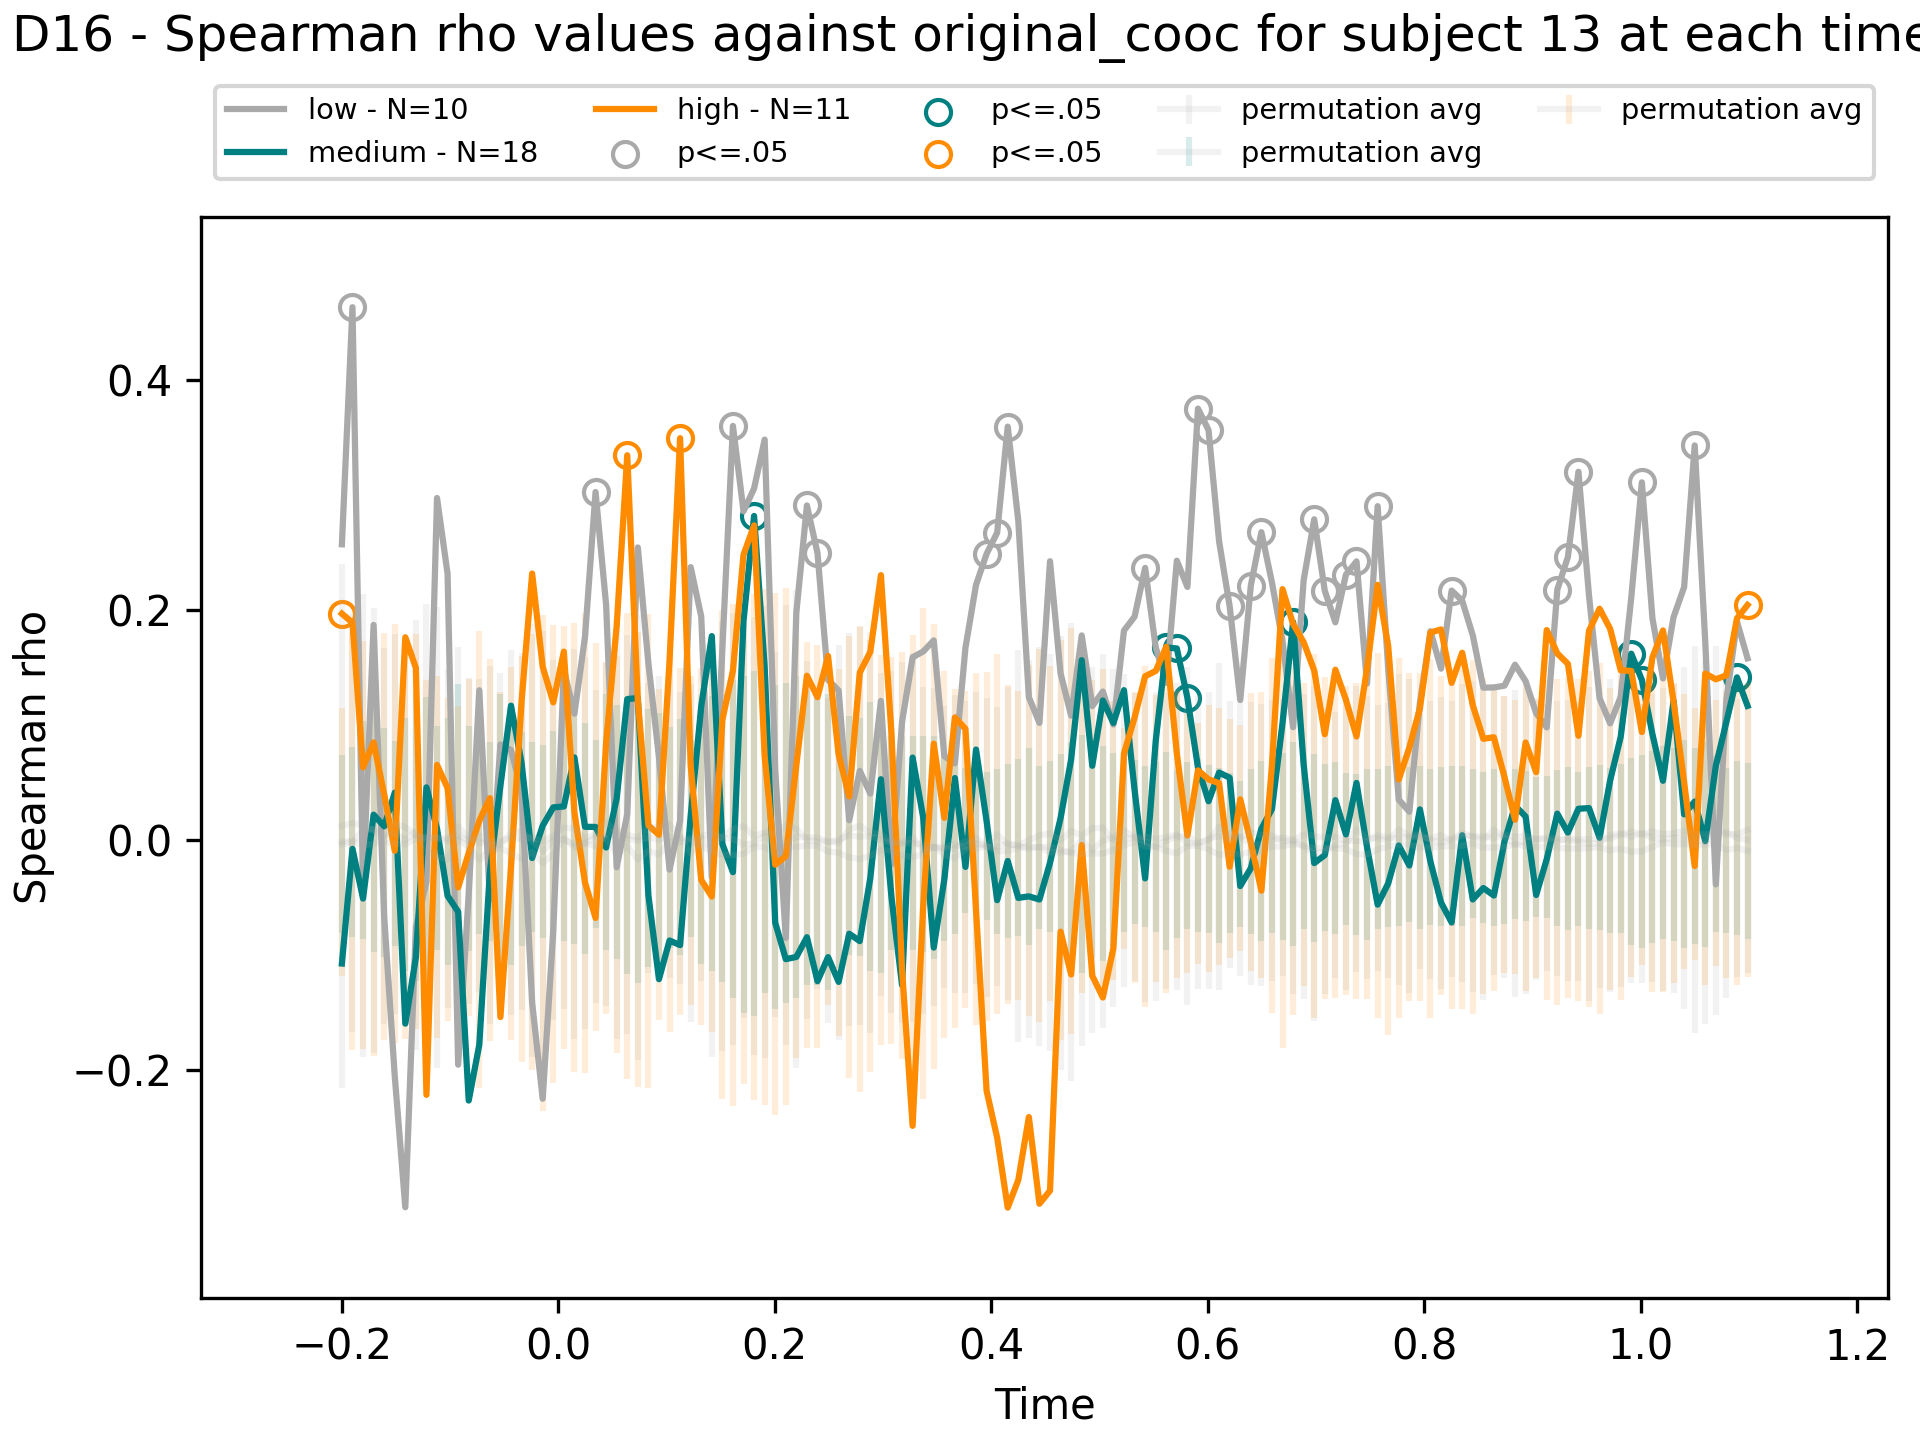 D16 - Spearman rho values against original_cooc for subject 13 at each time
low - N=10
medium - N=18
high - N=11
p<=.05
p<=.05
p<=.05
permutation avg
permutation avg
permutation avg
Spearman rho
0.4
0.2
0.0
−0.2
−0.2
0.0
0.2
0.4
0.6
0.8
1.0
1.2
Time